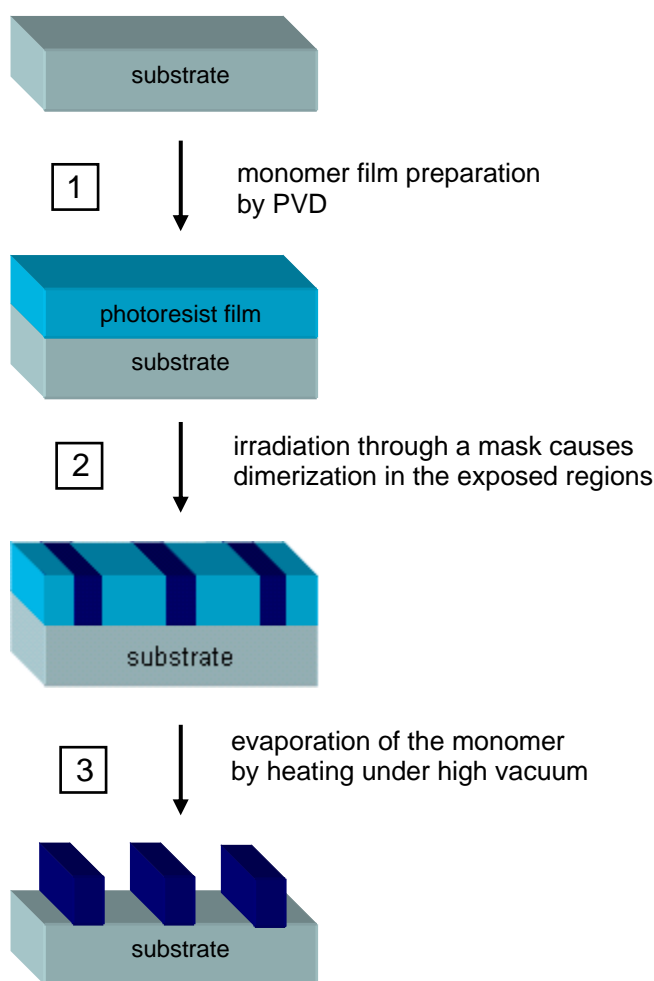 substrate
1
monomer film preparation
by PVD
photoresist film
substrate
2
irradiation through a mask causes
dimerization in the exposed regions
substrate
3
evaporation of the monomer
by heating under high vacuum
substrate